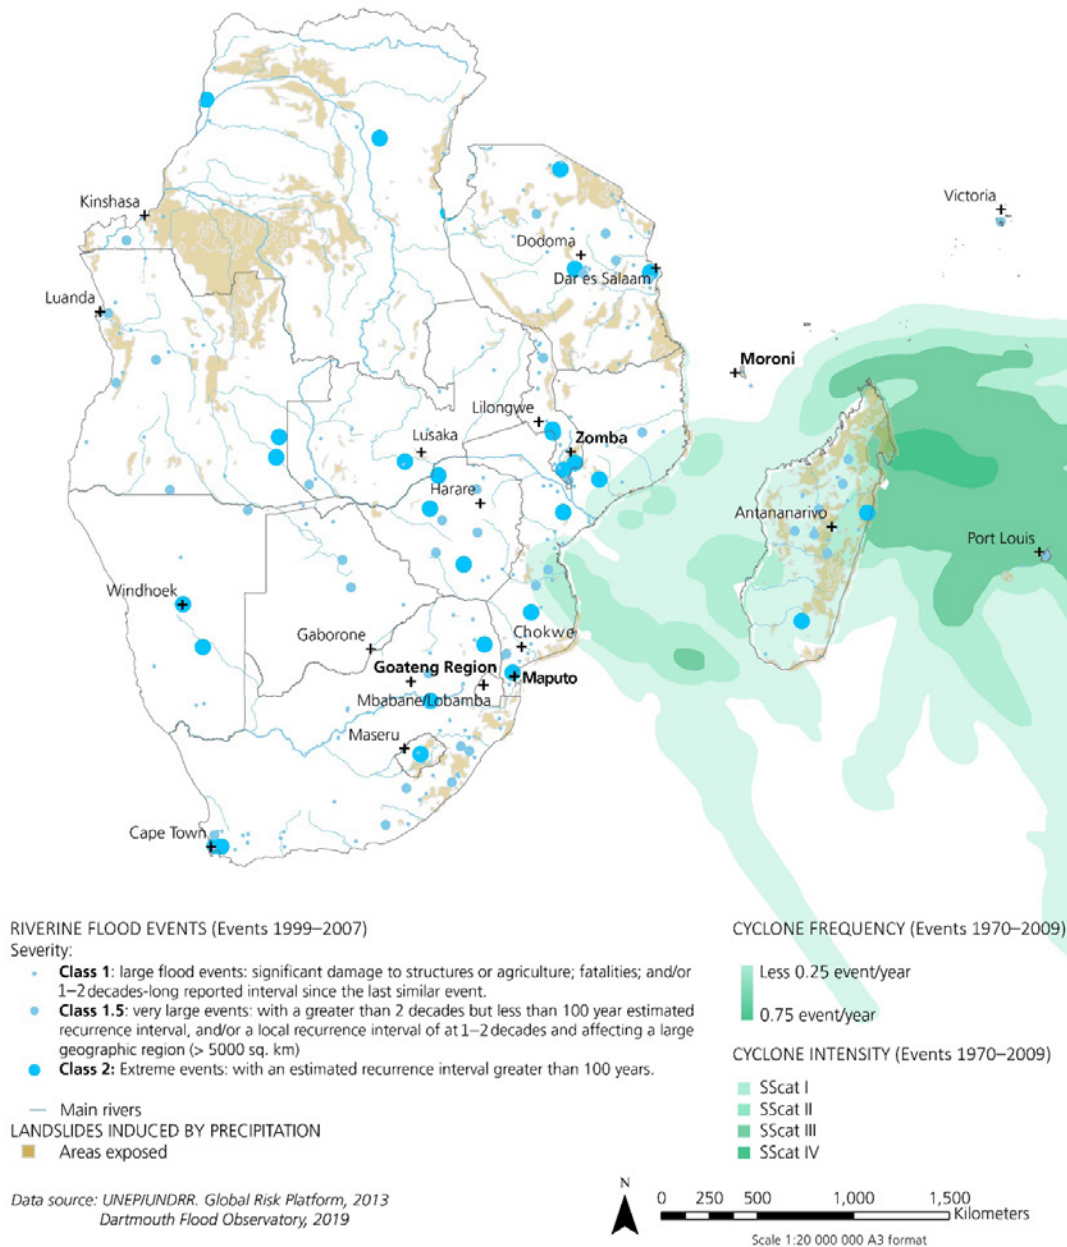 Kinshasa
Victoria
Dodoma
Dar es Salaam
Luanda
Moroni
Lilongwe
Lusaka
Zomba
Harare
Antananarivo
Port Louis
Windhoek
Gaborone
Chokwe
Goateng Region
Maputo
Mbabane/Lobamba
Maseru
Cape Town
RIVERINE FLOOD EVENTS (Events 1999–2007)
Severity:
Class 1: large flood events: significant damage to structures or agriculture; fatalities; and/or
1–2 decades-long reported interval since the last similar event.
Class 1.5: very large events: with a greater than 2 decades but less than 100 year estimated
recurrence interval, and/or a local recurrence interval of at 1–2 decades and affecting a large
geographic region (> 5000 sq. km)
Class 2: Extreme events: with an estimated recurrence interval greater than 100 years.
Main rivers
LANDSLIDES INDUCED BY PRECIPITATION
Areas exposed
Data source: UNEP/UNDRR. Global Risk Platform, 2013
Dartmouth Flood Observatory, 2019
CYCLONE FREQUENCY (Events 1970–2009)
Less 0.25 event/year
0.75 event/year
CYCLONE INTENSITY (Events 1970–2009)
SScat I
SScat II
SScat III
SScat IV
N
0 250 500 1,000 1,500
Kilometers
Scale 1:20 000 000 A3 format